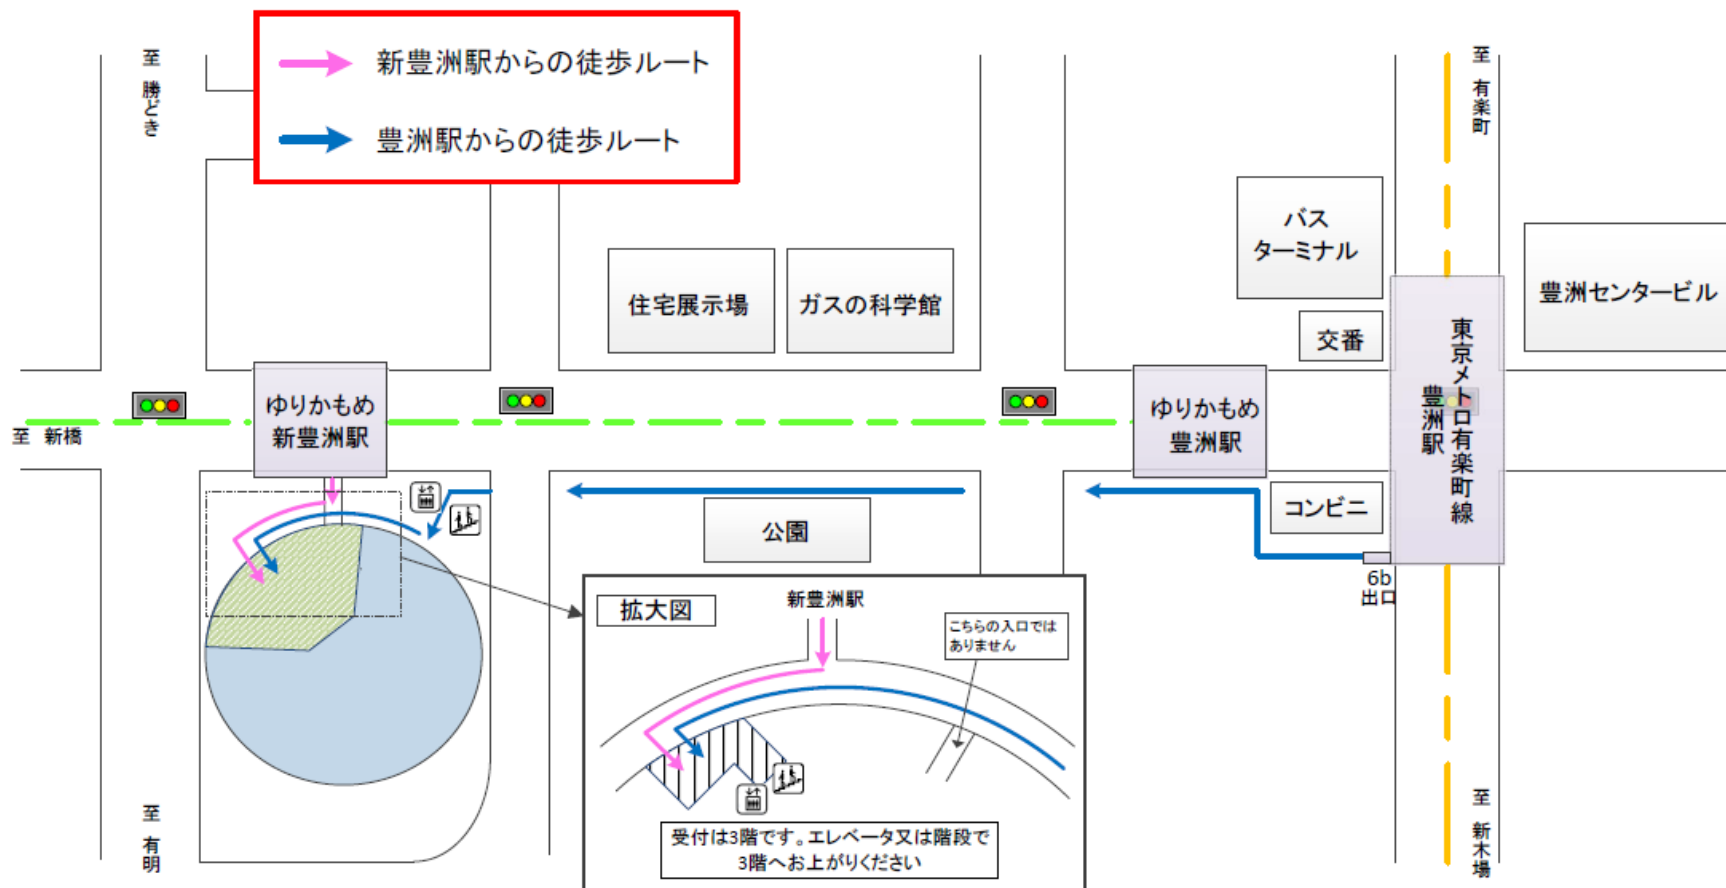 新豊洲駅からの徒歩ルート
豊洲駅からの徒歩ルート
至 勝どき
至 有楽町
バス
ターミナル
交番
豊洲センタービル
住宅展示場
ガスの科学館
東京メトロ有楽町線
豊洲駅
ゆりかもめ
新豊洲駅
ゆりかもめ
豊洲駅
至 新橋
コンビニ
公園
6b
出口
拡大図
新豊洲駅
こちらの入口では
ありません
受付は3階です。エレベータ又は階段で
3階へお上がりください
至 有明
至 新木場